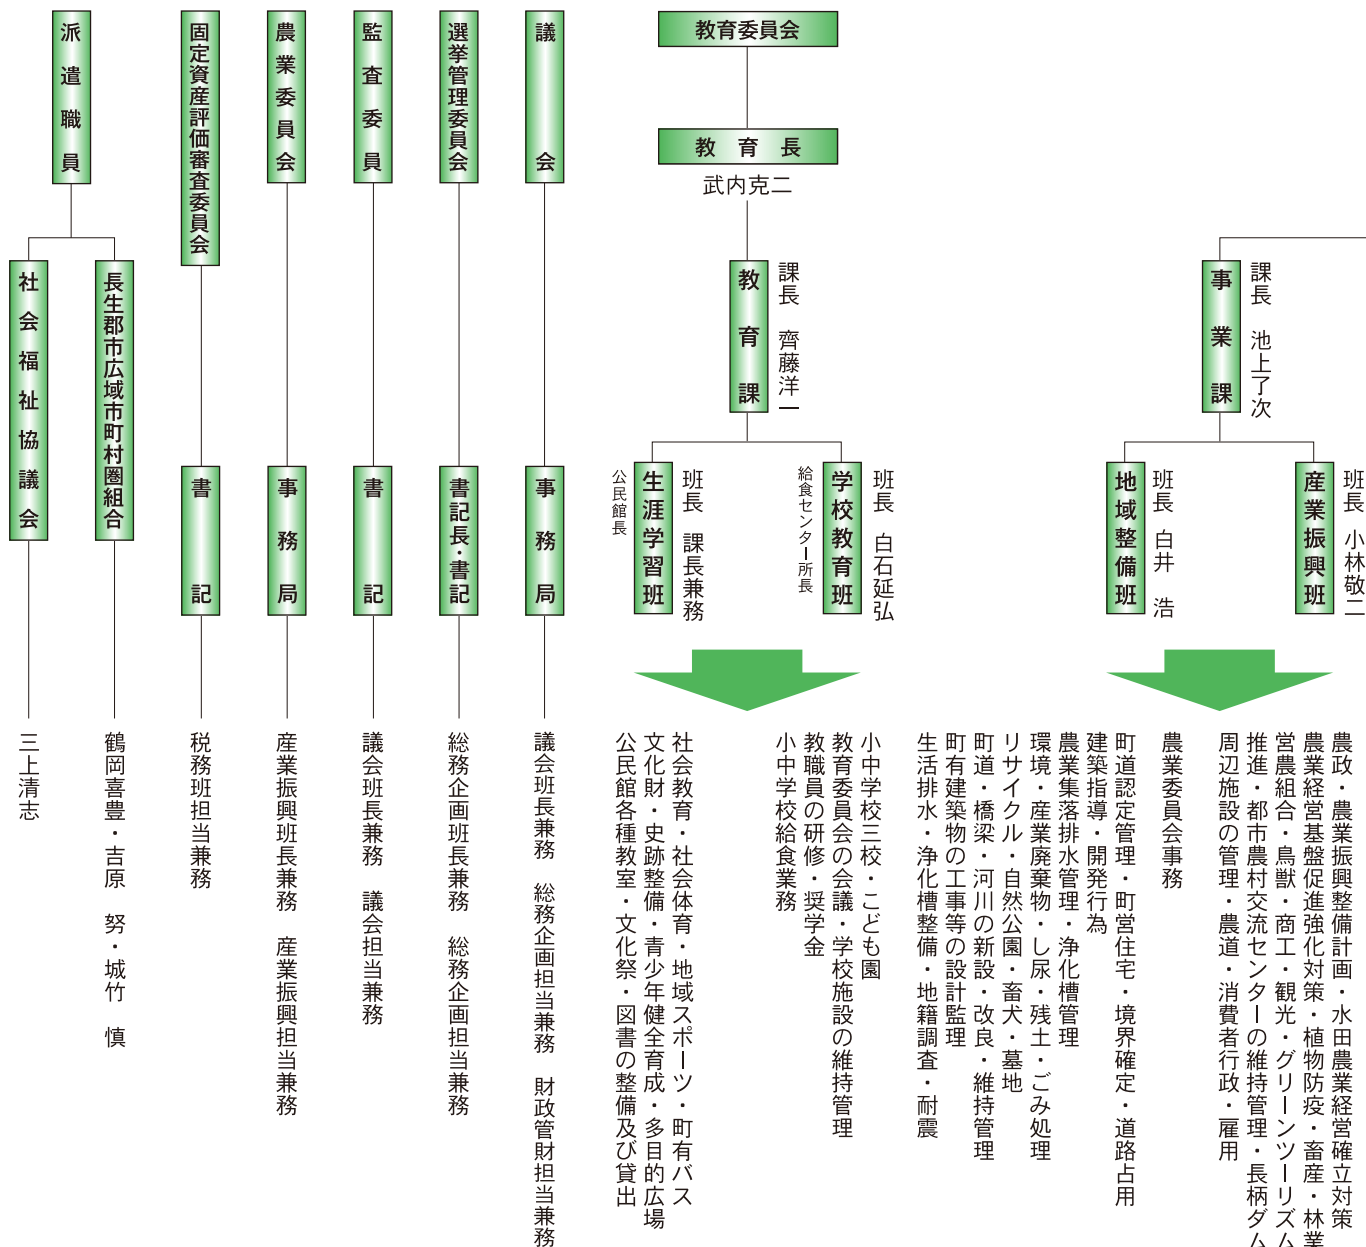 事業課
課長　池上了次
産業振興班
班長　小林敬二
地域整備班
班長　白井　浩
農政・農業振興整備計画・水田農業経営確立対策
農業経営基盤促進強化対策・植物防疫・畜産・林業
営農組合・鳥獣・商工・観光・グリーンツーリズム
推進・都市農村交流センターの維持管理・長柄ダム
周辺施設の管理・農道・消費者行政・雇用
農業委員会事務
町道認定管理・町営住宅・境界確定・道路占用
建築指導・開発行為
農業集落排水管理・浄化槽管理
環境・産業廃棄物・し尿・残土・ごみ処理
リサイクル・自然公園・畜犬・墓地
町道・橋梁・河川の新設・改良・維持管理
町有建築物の工事等の設計監理
生活排水・浄化槽整備・地籍調査・耐震
教育委員会
教育長
武内克二
教育課
課長　齊藤洋一
学校教育班
班長　白石延弘
給食センター所長
生涯学習班
班長　課長兼務
公民館長
小中学校三校・こども園
教育委員会の会議・学校施設の維持管理
教職員の研修・奨学金
小中学校給食業務
社会教育・社会体育・地域スポーツ・町有バス
文化財・史跡整備・青少年健全育成・多目的広場
公民館各種教室・文化祭・図書の整備及び貸出
議会
事務局
議会班長兼務　総務企画担当兼務　財政管財担当兼務
選挙管理委員会
書記長・書記
総務企画班長兼務　総務企画担当兼務
監査委員
書記
議会班長兼務　議会担当兼務
農業委員会
事務局
産業振興班長兼務　産業振興担当兼務
固定資産評価審査委員会
書記
税務班担当兼務
派遣職員
長生郡市広域市町村圏組合
鶴岡喜豊・吉原　努・城竹　慎
社会福祉協議会
三上清志